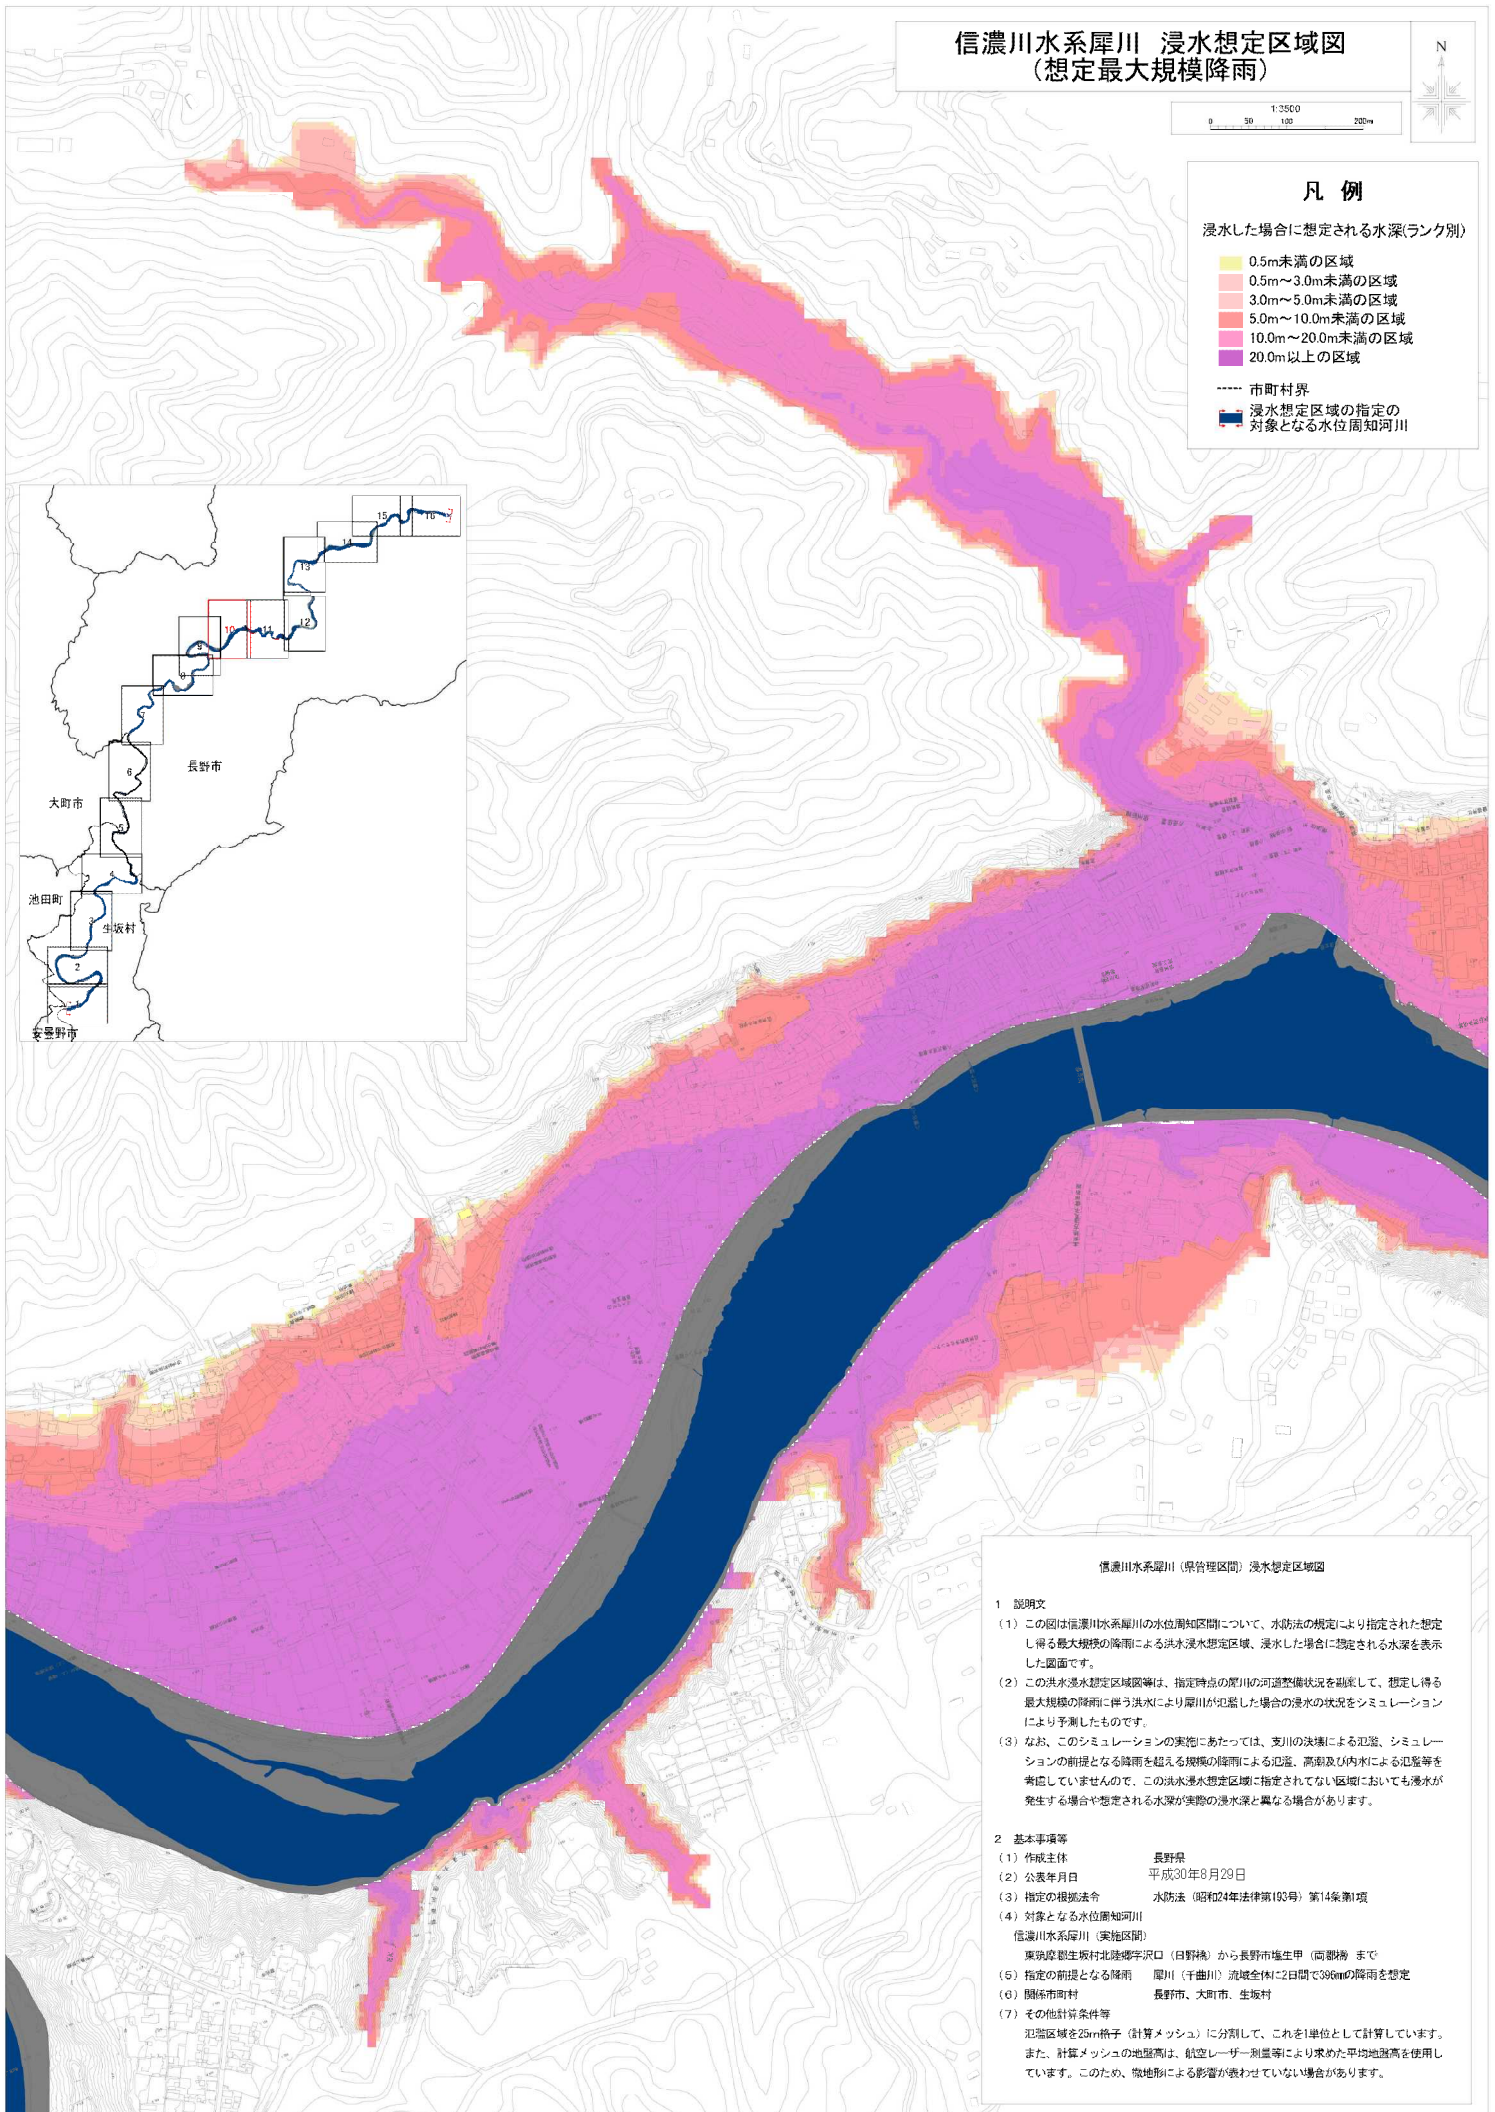 信濃川水系犀川 浸水想定区域図
(想定最大規模降雨)
N
1:3500
0 50 100 200m
凡 例
浸水した場合に想定される水深(ランク別)
0.5m未満の区域
0.5m～3.0m未満の区域
3.0m～5.0m未満の区域
5.0m～10.0m未満の区域
10.0m～20.0m未満の区域
20.0m以上の区域
市町村界
浸水想定区域の指定の
対象となる水位周知河川
15
16
14
13
12
11
10
9
8
7
6
5
4
3
2
1
長野市
大町市
池田町
生坂村
安曇野市
信濃川水系犀川（県管理区間）浸水想定区域図
1 説明文
（1）この図は信濃川水系犀川の水位周知区間について、水防法の規定により指定された想定
し得る最大規模の降雨による洪水浸水想定区域、浸水した場合に想定される水深を表示
した図面です。
（2）この洪水浸水想定区域図等は、指定時点の犀川の河道整備状況を勘案して、想定し得る
最大規模の降雨に伴う洪水により犀川が氾濫した場合の浸水の状況をシミュレーション
により予測したものです。
（3）なお、このシミュレーションの実施にあたっては、支川の決壊による氾濫、シミュレー
ションの前提となる降雨を超える規模の降雨による氾濫、高潮及び内水による氾濫等を
考慮していませんので、この洪水浸水想定区域に指定されてない区域においても浸水が
発生する場合や想定される水深が実際の浸水深と異なる場合があります。
2 基本事項等
（1）作成主体 長野県
（2）公表年月日 平成30年8月29日
（3）指定の根拠法令 水防法（昭和24年法律第193号）第14条第1項
（4）対象となる水位周知河川
信濃川水系犀川（実施区間）
東筑摩郡生坂村北陸郷字沢口（日野橋）から長野市塩生甲（両郡橋）まで
（5）指定の前提となる降雨 犀川（千曲川）流域全体に2日間で396mmの降雨を想定
（6）関係市町村 長野市、大町市、生坂村
（7）その他計算条件等
氾濫区域を25m格子（計算メッシュ）に分割して、これを1単位として計算しています。
また、計算メッシュの地盤高は、航空レーザー測量等により求めた平均地盤高を使用し
ています。このため、微地形による影響が表わせていない場合があります。